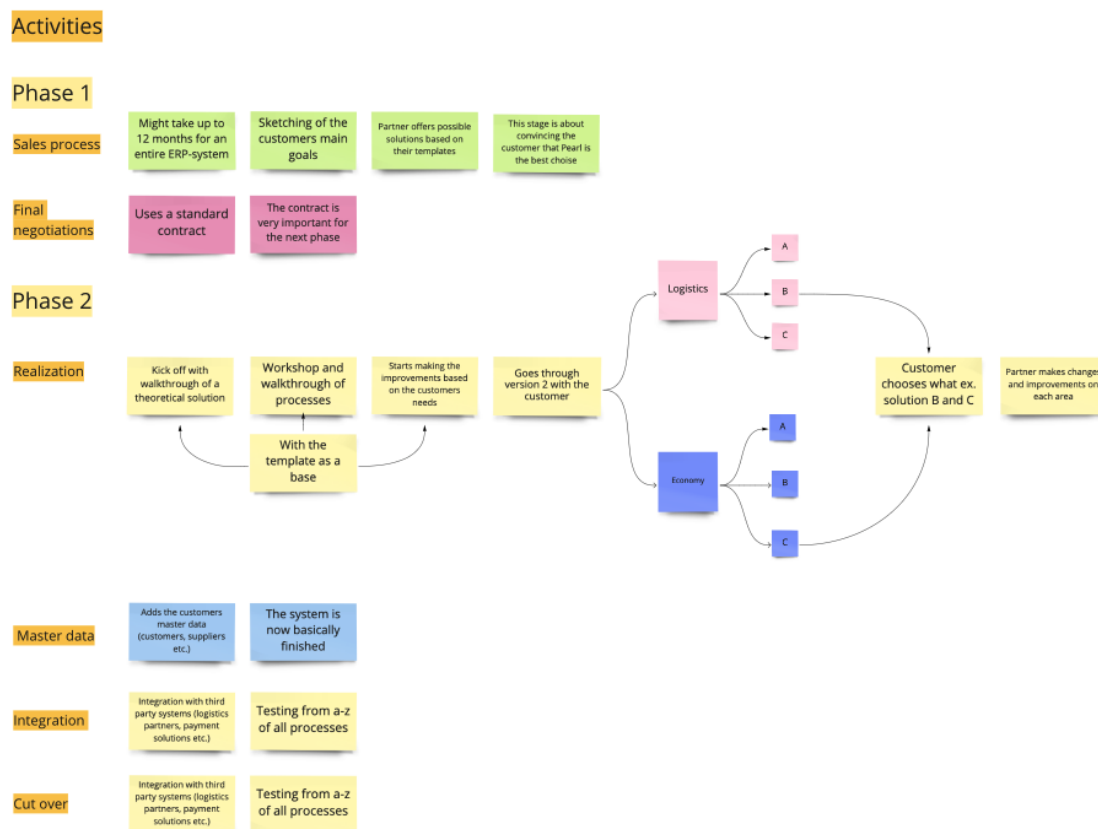 Activities
Phase 1
Sales process
Might take up to
12 months for an
entire ERP-system
Sketching of the
customers main
goals
Partner offers possible
solutions based on
their templates
This stage is about
convincing the
customer that Pearl is
the best choise
Final
negotiations
Uses a standard
contract
The contract is
very important for
the next phase
Phase 2
Realization
Kick off with
walkthrough of a
theoretical solution
Workshop and
walkthrough of
processes
Starts making the
improvements based on
the customers
needs
Goes through
version 2 with the
customer
With the
template as a
base
Logistics
A
B
C
Economy
A
B
C
Customer
chooses what ex.
solution B and C
Partner makes changes
and improvements on
each area
Master data
Adds the customers
master data
(customers, suppliers
etc.)
The system is
now basically
finished
Integration
Integration with third
party systems (logistics
partners, payment
solutions etc.)
Testing from a-z
of all processes
Cut over
Integration with third
party systems (logistics
partners, payment
solutions etc.)
Testing from a-z
of all processes